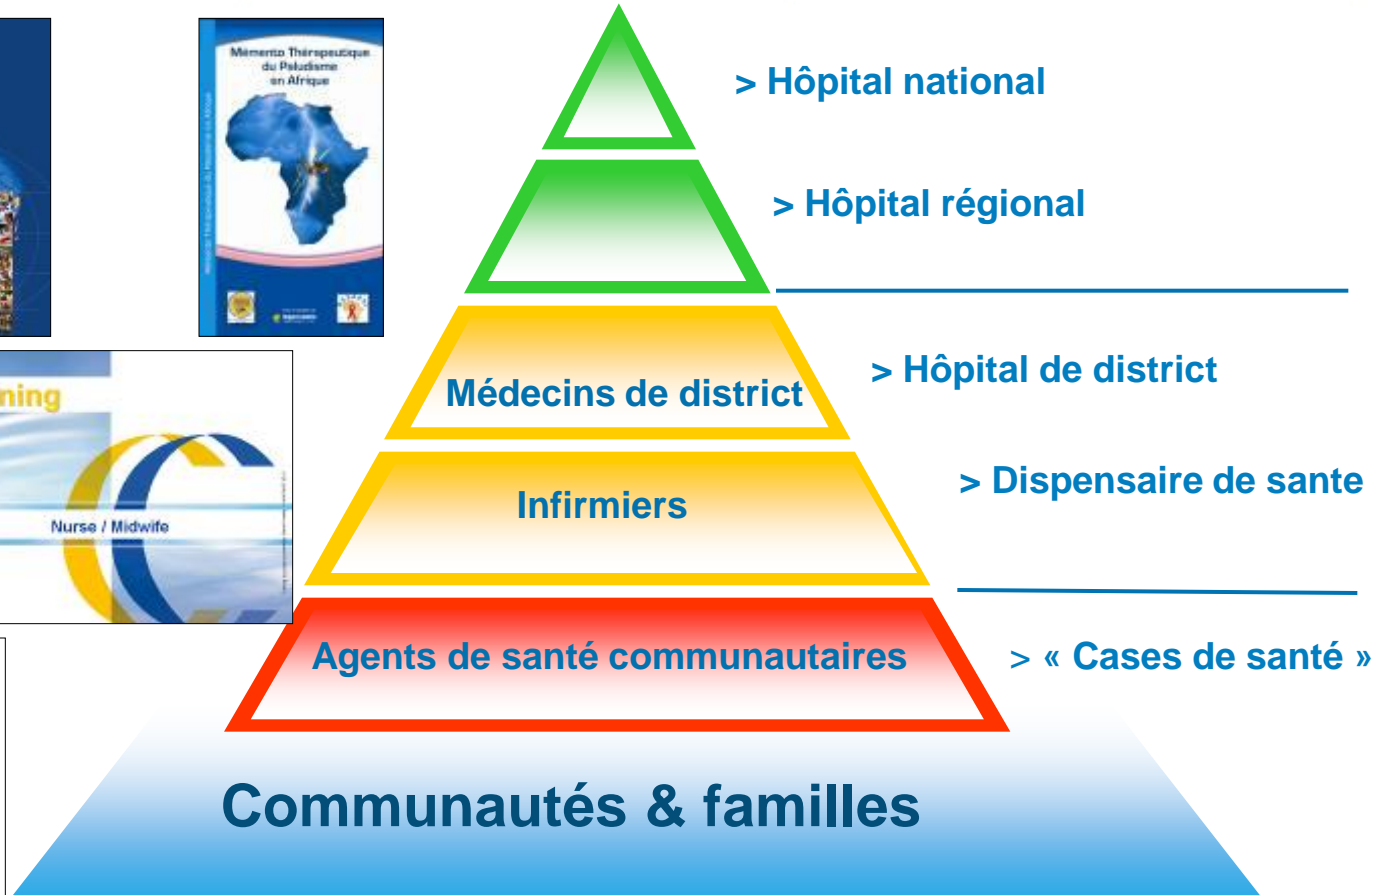 Mémento Thérapeutique
du Paludisme
en Afrique
> Hôpital national
> Hôpital régional
> Hôpital de district
Médecins de district
ning
> Dispensaire de sante
Infirmiers
Nurse / Midwife
Agents de santé communautaires
> « Cases de santé »
Communautés & familles